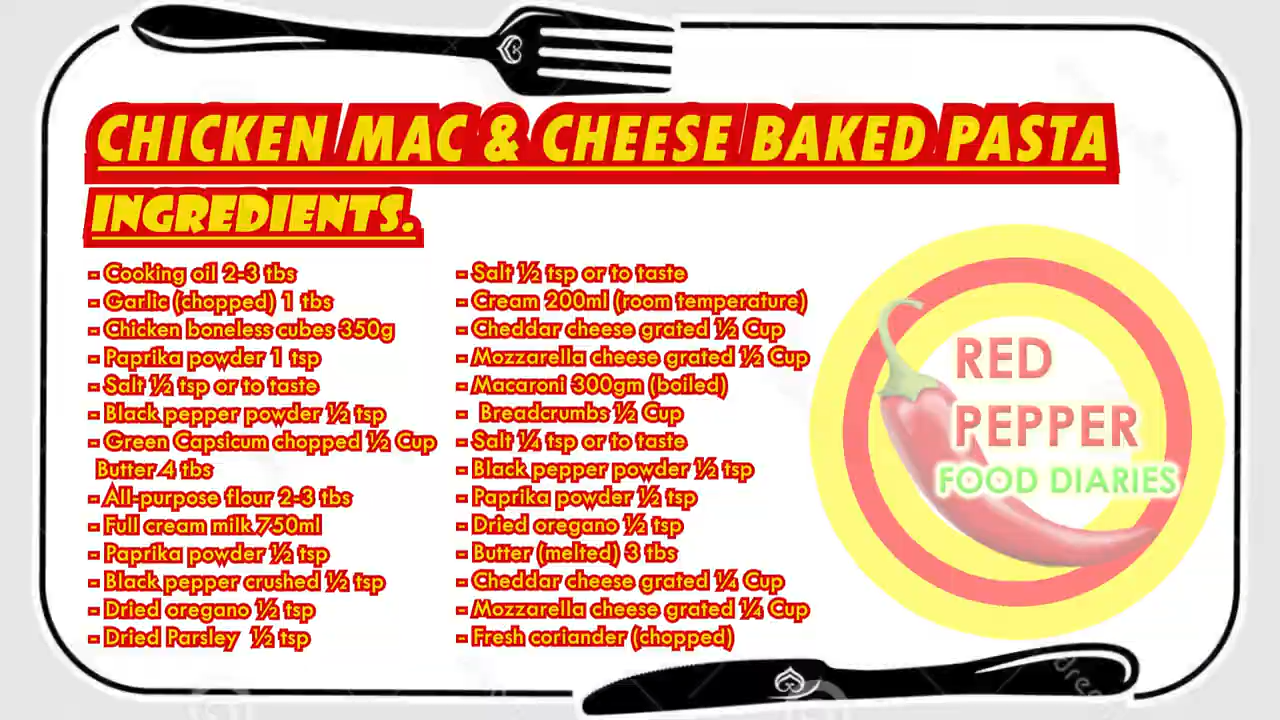 CHICKEN MAC & CHEESE BAKED PASTA
INGREDIENTS.
- Cooking oil 2-3 tbs
- Garlic (chopped) 1 tbs
- Chicken boneless cubes 350g
- Paprika powder 1 tsp
- Salt ½ tsp or to taste
- Black pepper powder ½ tsp
- Green Capsicum chopped ½ Cup
Butter 4 tbs
- All-purpose flour 2-3 tbs
- Full cream milk 750ml
- Paprika powder ½ tsp
- Black pepper crushed ½ tsp
- Dried oregano ½ tsp
- Dried Parsley ½ tsp
- Salt ½ tsp or to taste
- Cream 200ml (room temperature)
- Cheddar cheese grated ½ Cup
- Mozzarella cheese grated ½ Cup
- Macaroni 300gm (boiled)
- Breadcrumbs ½ Cup
- Salt ¼ tsp or to taste
- Black pepper powder ½ tsp
- Paprika powder ½ tsp
- Dried oregano ½ tsp
- Butter (melted) 3 tbs
- Cheddar cheese grated ¼ Cup
- Mozzarella cheese grated ¼ Cup
- Fresh coriander (chopped)
RED
PEPPER
FOOD DIARIES